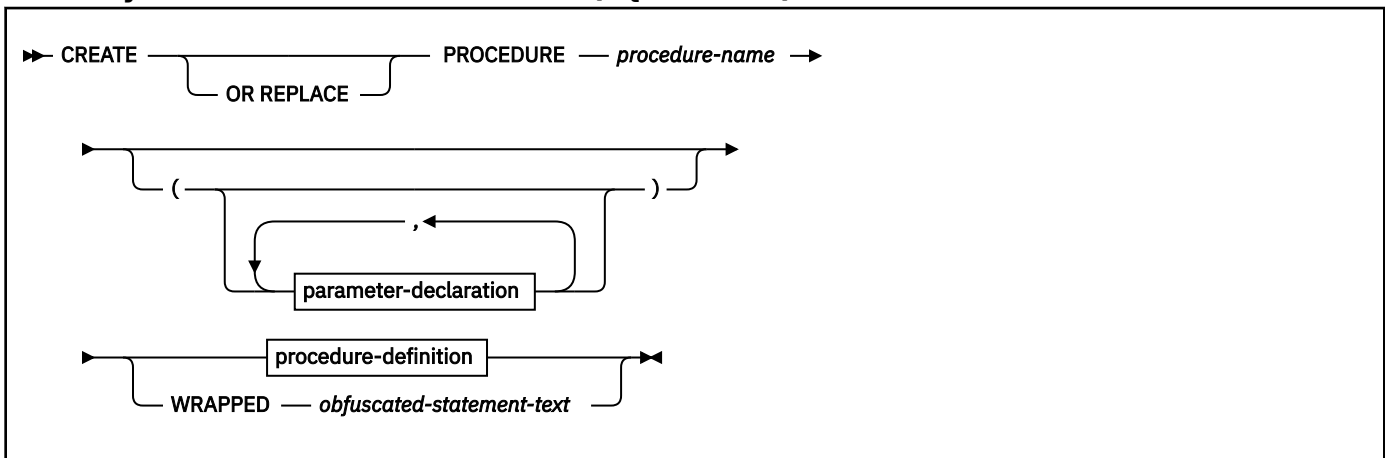 CREATE PROCEDURE procedure-name
OR REPLACE
( )
,
parameter-declaration
procedure-definition
WRAPPED obfuscated-statement-text